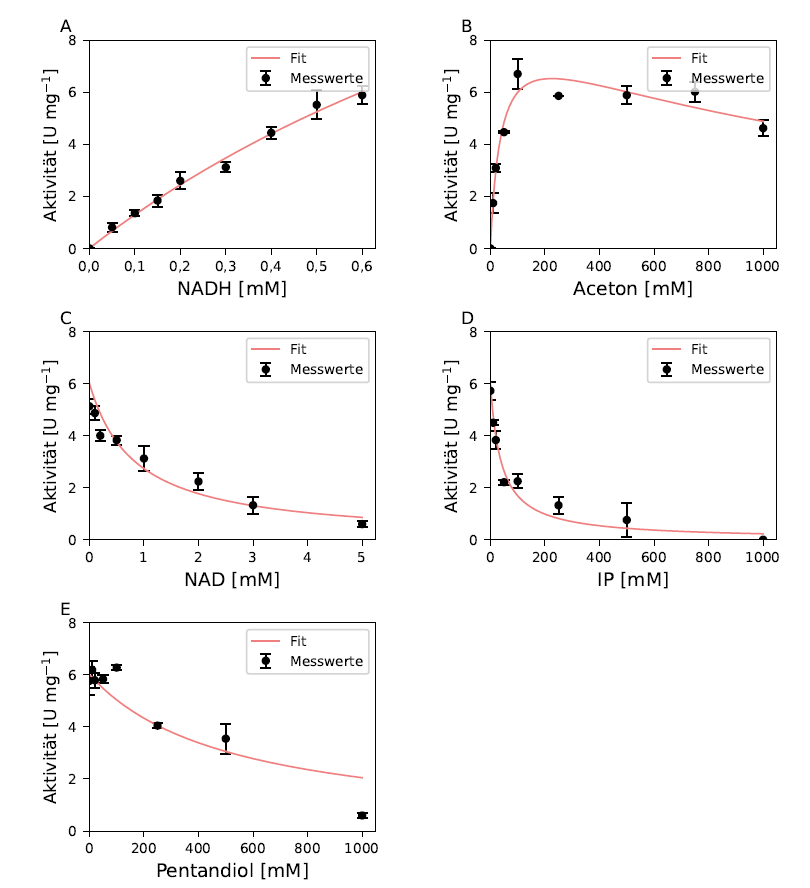 A
8
6
4
2
0
Aktivität [U mg⁻¹]
0,0 0,1 0,2 0,3 0,4 0,5 0,6
NADH [mM]
Fit
Messwerte
B
8
6
4
2
0
Aktivität [U mg⁻¹]
0 200 400 600 800 1000
Aceton [mM]
Fit
Messwerte
C
8
6
4
2
0
Aktivität [U mg⁻¹]
0 1 2 3 4 5
NAD [mM]
Fit
Messwerte
D
8
6
4
2
0
Aktivität [U mg⁻¹]
0 200 400 600 800 1000
IP [mM]
Fit
Messwerte
E
8
6
4
2
0
Aktivität [U mg⁻¹]
0 200 400 600 800 1000
Pentandiol [mM]
Fit
Messwerte